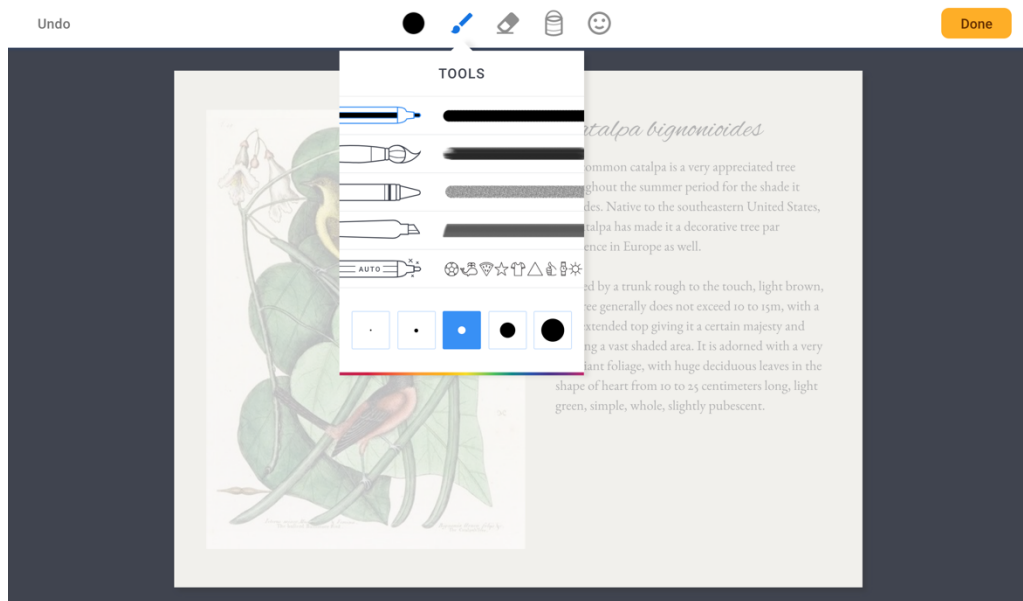 Undo
Done
TOOLS
AUTO
atalpa bignonioides
ommon catalpa is a very appreciated tree
ghout the summer period for the shade it
des. Native to the southeastern United States,
talpa has made it a decorative tree par
ence in Europe as well.
ed by a trunk rough to the touch, light brown,
ree generally does not exceed 10 to 15m, with a
extended top giving it a certain majesty and
ng a vast shaded area. It is adorned with a very
iant foliage, with huge deciduous leaves in the
shape of heart from 10 to 25 centimeters long, light
green, simple, whole, slightly pubescent.